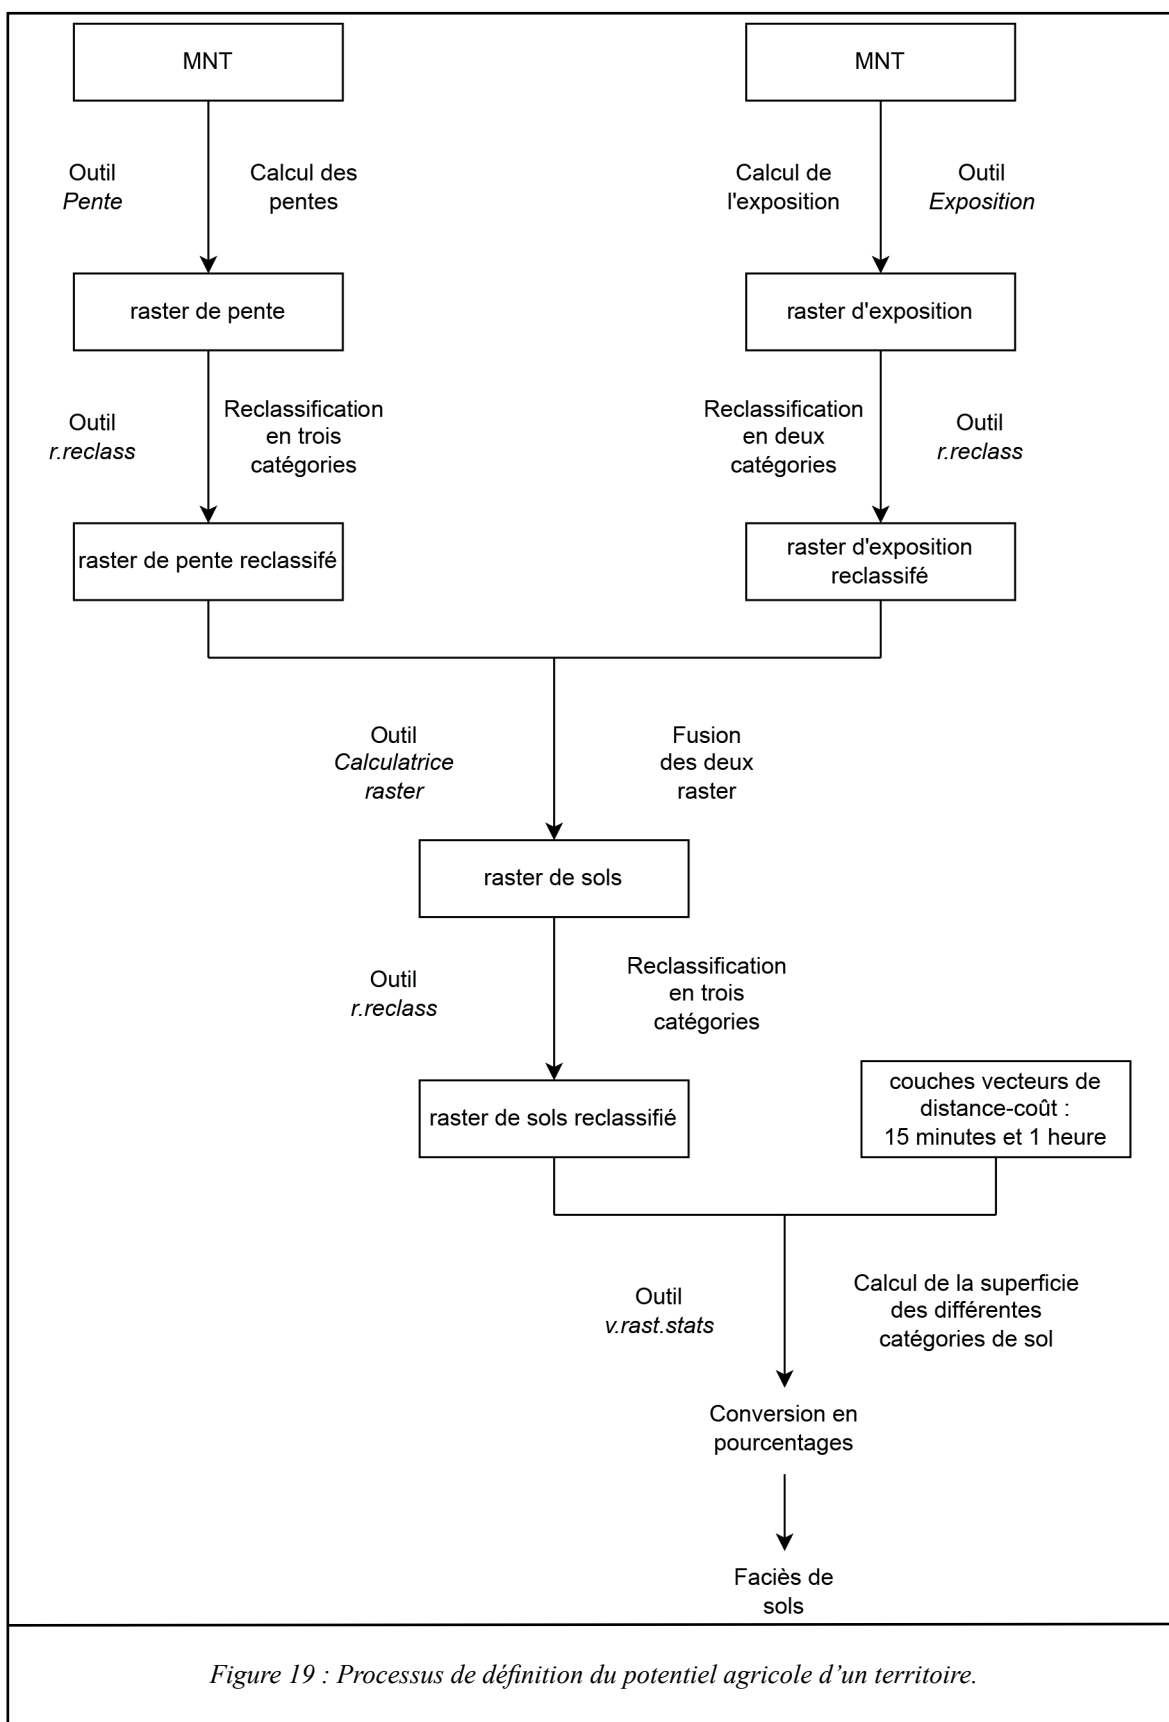 MNT
MNT
Outil
Pente
Calcul des
pentes
Calcul de
l'exposition
Outil
Exposition
raster de pente
raster d'exposition
Outil
r.reclass
Reclassification
en trois
catégories
Reclassification
en deux
catégories
Outil
r.reclass
raster de pente reclassifé
raster d'exposition
reclassifé
Outil
Calculatrice
raster
Fusion
des deux
raster
raster de sols
Outil
r.reclass
Reclassification
en trois
catégories
raster de sols reclassifié
couches vecteurs de
distance-coût :
15 minutes et 1 heure
Outil
v.rast.stats
Calcul de la superficie
des différentes
catégories de sol
Conversion en
pourcentages
Faciès de
sols
Figure 19 : Processus de définition du potentiel agricole d’un territoire.